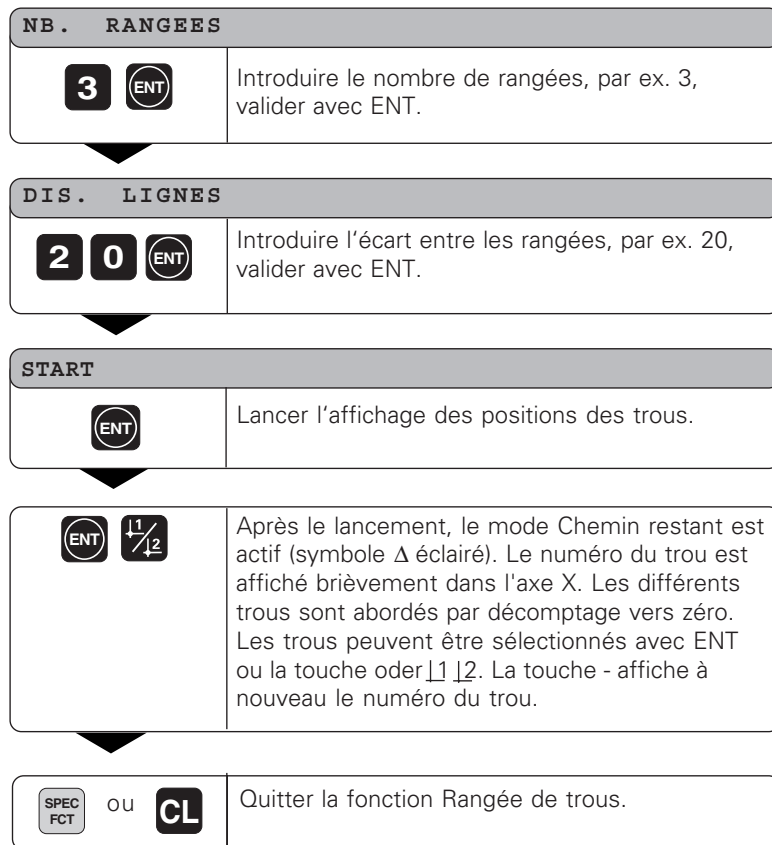 NB. RANGEES
3 ENT
Introduire le nombre de rangées, par ex. 3,
valider avec ENT.
DIS. LIGNES
2 0 ENT
Introduire l'écart entre les rangées, par ex. 20,
valider avec ENT.
START
ENT
Lancer l'affichage des positions des trous.
ENT 1 2
Après le lancement, le mode Chemin restant est
actif (symbole Δ éclairé). Le numéro du trou est
affiché brièvement dans l'axe X. Les différents
trous sont abordés par décomptage vers zéro.
Les trous peuvent être sélectionnés avec ENT
ou la touche oder |1 |2. La touche - affiche à
nouveau le numéro du trou.
SPEC
FCT
ou CL
Quitter la fonction Rangée de trous.